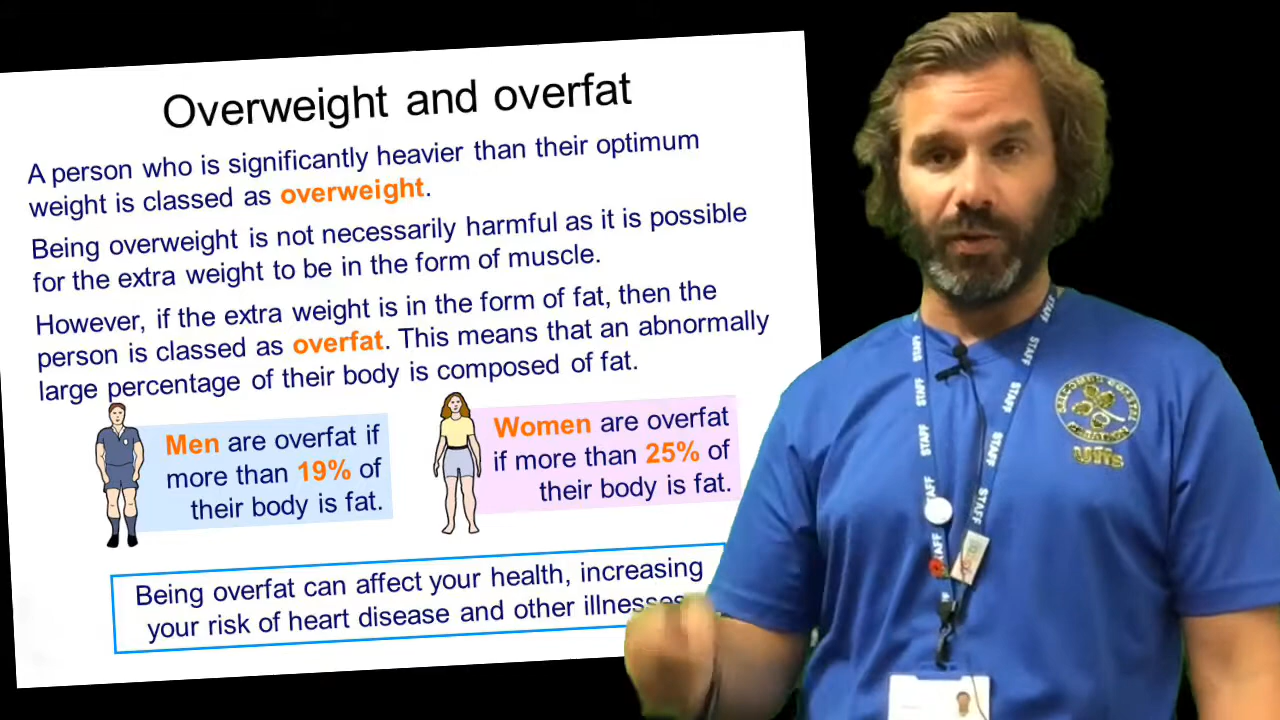 Overweight and overfat
A person who is significantly heavier than their optimum
weight is classed as overweight.
Being overweight is not necessarily harmful as it is possible
for the extra weight to be in the form of muscle.
However, if the extra weight is in the form of fat, then the
person is classed as overfat. This means that an abnormally
large percentage of their body is composed of fat.
Men are overfat if
more than 19% of
their body is fat.
Women are overfat
if more than 25% of
their body is fat.
Being overfat can affect your health, increasing
your risk of heart disease and other illnesses
STAFF
STAFF
STAFF
STAFF
STAFF
STAFF
STAFF
STAFF
STAFF